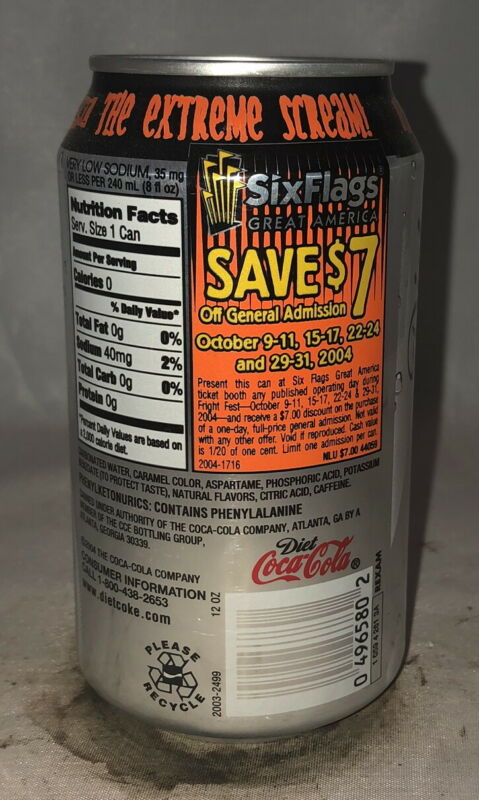 THE EXTREME SCREAM!
VERY LOW SODIUM, 35 mg
OR LESS PER 240 mL (8 fl oz)
Nutrition Facts
Serv. Size 1 Can
Amount Per Serving
Calories 0
% Daily Value*
Total Fat 0g 0%
Sodium 40mg 2%
Total Carb 0g 0%
Protein 0g
*Percent Daily Values are based on
calorie diet.
SixFlags
GREAT AMERICA
SAVE $7
Off General Admission
October 9-11, 15-17, 22-24
and 29-31, 2004
Present this can at Six Flags Great America
ticket booth any published operating day during
Fright Fest—October 9-11, 15-17, 22-24 & 29-31,
2004—and receive a $7.00 discount on the purchase
of a one-day, full-price general admission. Not valid
with any other offer. Void if reproduced. Cash value
is 1/20 of one cent. Limit one admission per can.
2004-1716 NLU $7.00 44059
CARBONATED WATER, CARAMEL COLOR, ASPARTAME, PHOSPHORIC ACID, POTASSIUM
(TO PROTECT TASTE), NATURAL FLAVORS, CITRIC ACID, CAFFEINE.
PHENYLKETONURICS: CONTAINS PHENYLALANINE
CANNED UNDER AUTHORITY OF THE COCA-COLA COMPANY, ATLANTA, GA BY A
MEMBER OF THE CCE BOTTLING GROUP,
ATLANTA, GEORGIA 30339.
©2004 THE COCA-COLA COMPANY
CONSUMER INFORMATION
CALL 1-800-438-2653
www.dietcoke.com
Diet
Coca-Cola®
12 OZ
PLEASE
RECYCLE
2003-2499
0 496580 2
REXAM